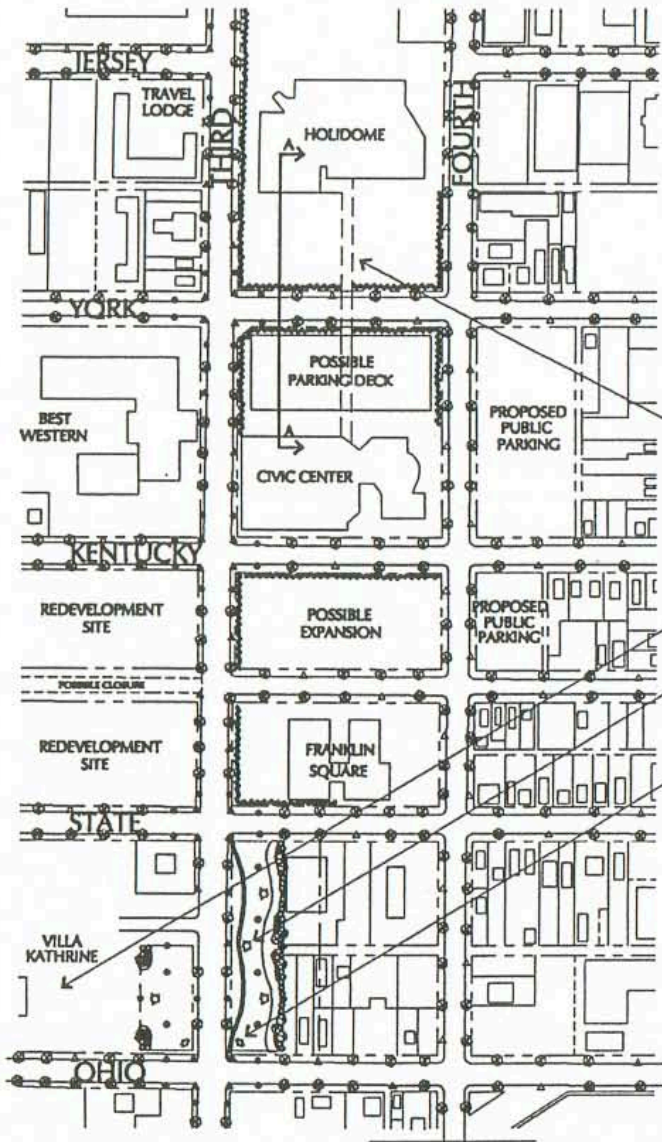 JERSEY
TRAVEL
LODGE
THIRD
HOLIDOME
FOURTH
A
YORK
POSSIBLE
PARKING DECK
BEST
WESTERN
A
PROPOSED
PUBLIC
PARKING
CIVIC CENTER
KENTUCKY
REDEVELOPMENT
SITE
POSSIBLE
EXPANSION
PROPOSED
PUBLIC
PARKING
POSSIBLE CLOSURE
REDEVELOPMENT
SITE
FRANKLIN
SQUARE
STATE
VILLA
KATHRINE
OHIO